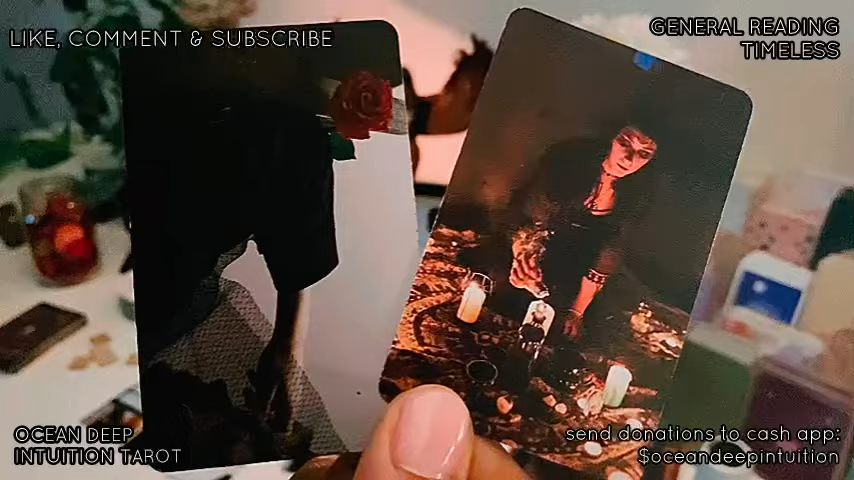 LIKE, COMMENT & SUBSCRIBE
GENERAL READING
TIMELESS
OCEAN DEEP
INTUITION TAROT
send donations to cash app:
$oceandeepintuition